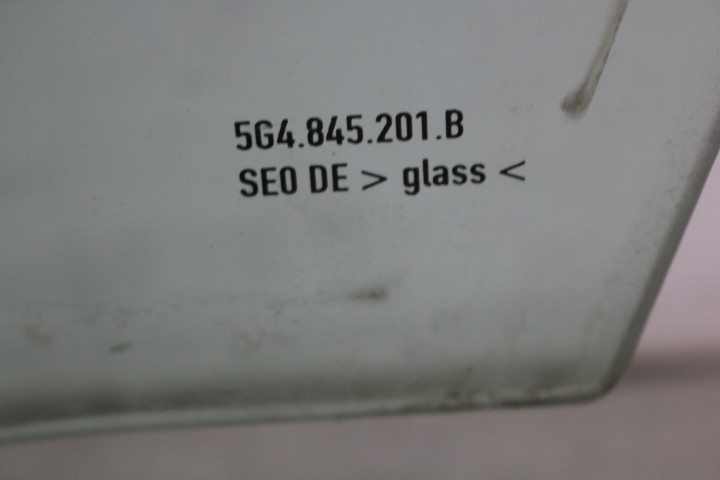 5G4.845.201.B
SEO DE > glass <